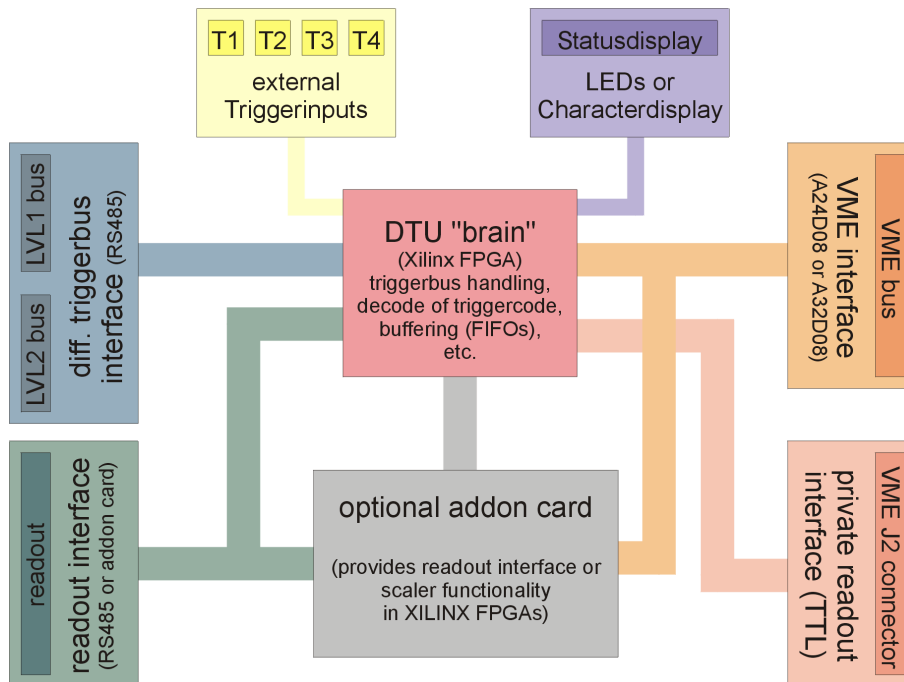 T1 T2 T3 T4
external
Triggerinputs
Statusdisplay
LEDs or
Characterdisplay
LVL1 bus
LVL2 bus
diff. triggerbus
interface (RS485)
DTU "brain"
(Xilinx FPGA)
triggerbus handling,
decode of triggercode,
buffering (FIFOs),
etc.
VME interface
(A24D08 or A32D08)
VME bus
readout
readout interface
(RS485 or addon card)
optional addon card
(provides readout interface or
scaler functionality
in XILINX FPGAs)
private readout
interface (TTL)
VME J2 connector